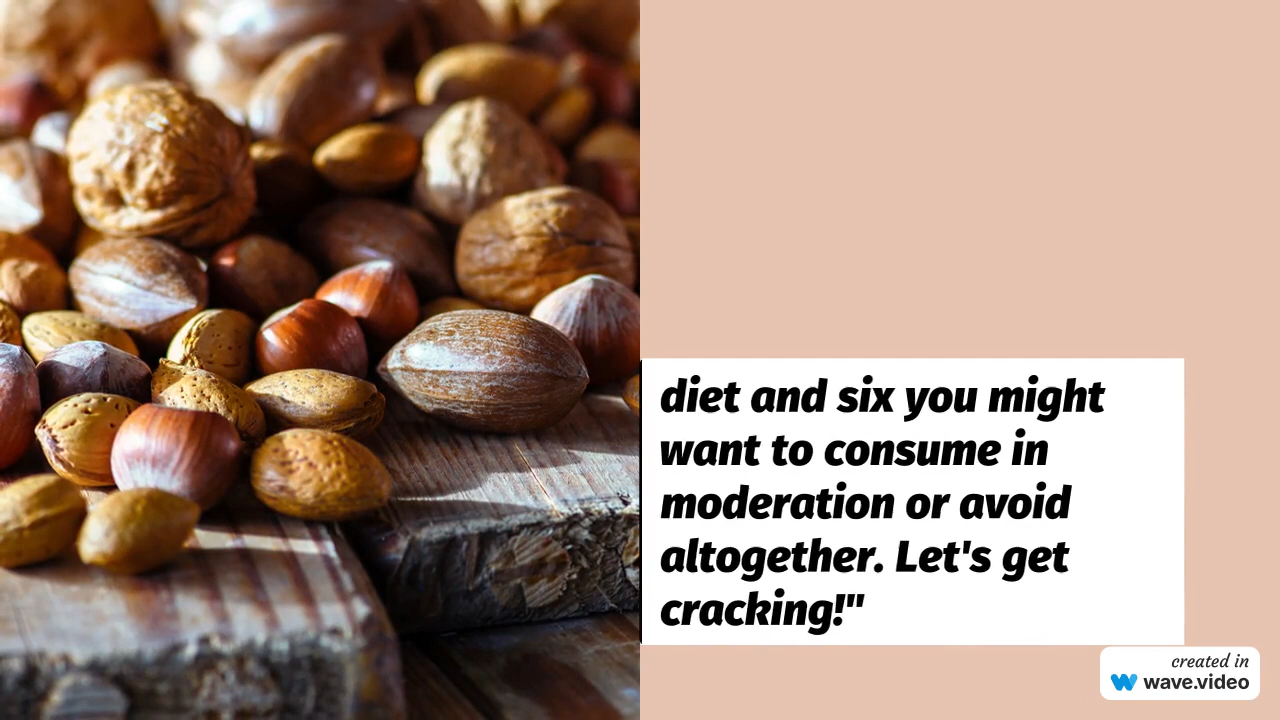 diet and six you might
want to consume in
moderation or avoid
altogether. Let's get
cracking!"
created in
wave.video